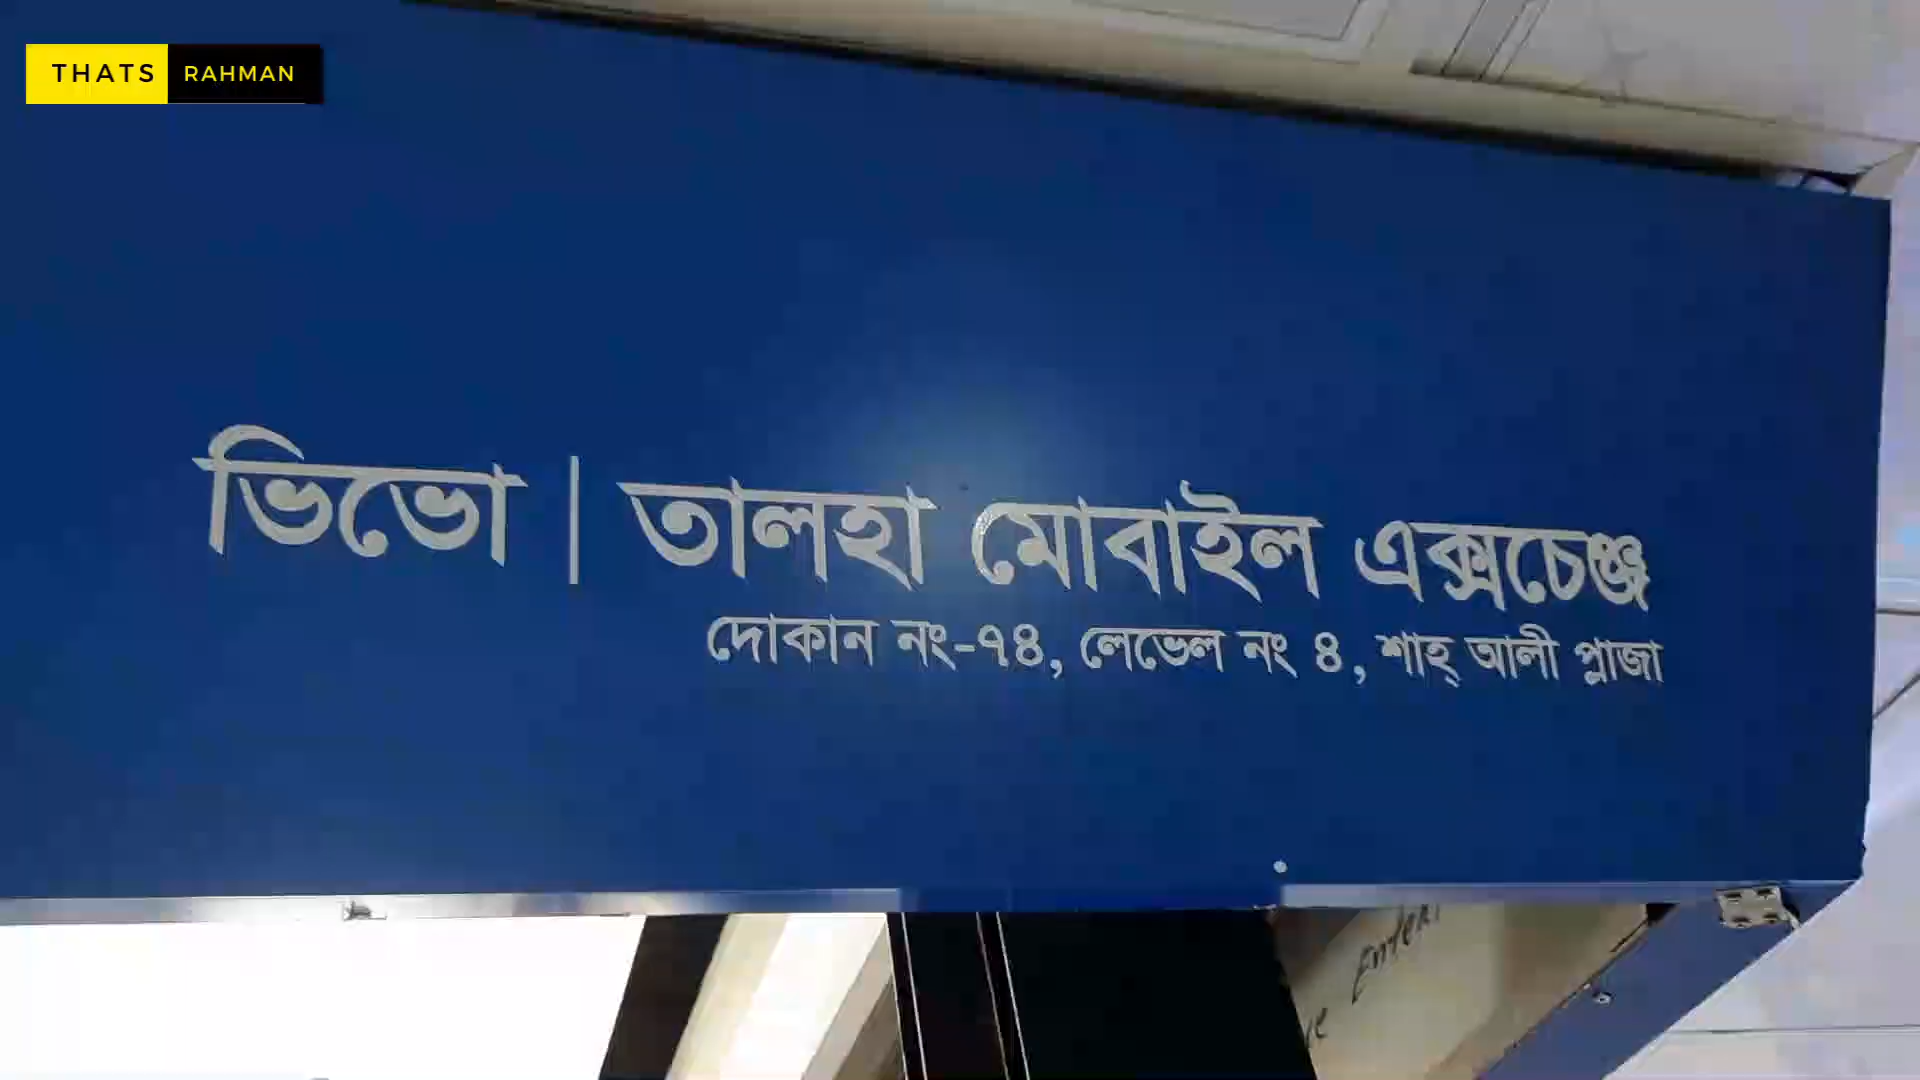 THATS RAHMAN
ভিভো | তালহা মোবাইল এক্সচেঞ্জ
দোকান নং-৭৪, লেভেল নং ৪, শাহ্ আলী প্লাজা